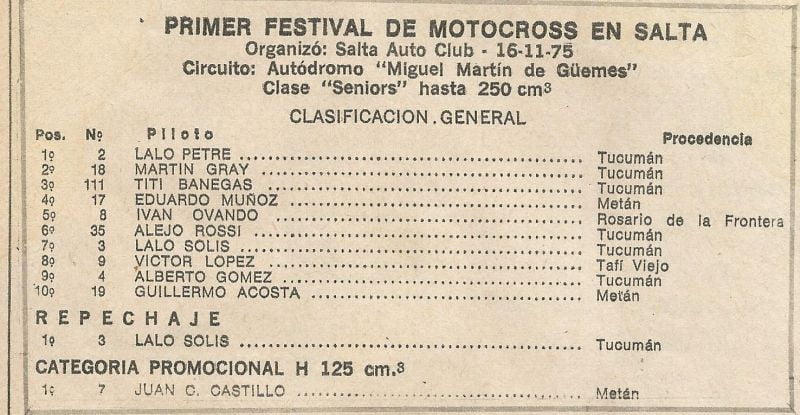 PRIMER FESTIVAL DE MOTOCROSS EN SALTA
Organizó: Salta Auto Club - 16-11-75
Circuito: Autódromo "Miguel Martín de Güemes"
Clase "Seniors" hasta 250 cm³
CLASIFICACION.GENERAL
Pos. Nº Piloto Procedencia
1º 2 LALO PETRE ........ Tucumán
2º 18 MARTIN GRAY ........ Tucumán
3º 111 TITI BANEGAS ........ Tucumán
4º 17 EDUARDO MUÑOZ ........ Metán
5º 8 IVAN OVANDO ........ Rosario de la Frontera
6º 35 ALEJO ROSSI ........ Tucumán
7º 3 LALO SOLIS ........ Tucumán
8º 9 VICTOR LOPEZ ........ Tafí Viejo
9º 4 ALBERTO GOMEZ ........ Tucumán
10º 19 GUILLERMO ACOSTA ........ Metán
REPECHAJE
1º 3 LALO SOLIS ........ Tucumán
CATEGORIA PROMOCIONAL H 125 cm.³
1º 7 JUAN C. CASTILLO ........ Metán